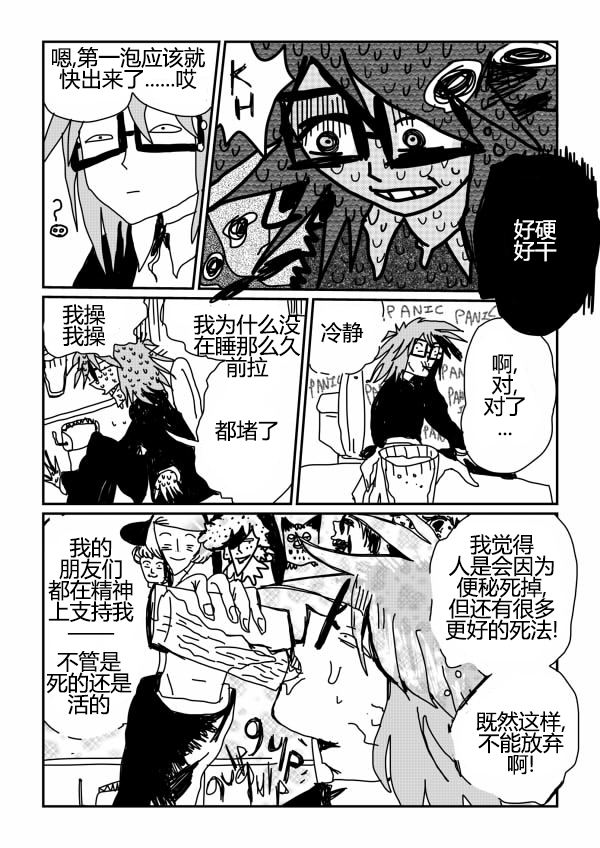 嗯,第一泡应该就
快出来了……哎
?
KH
好硬
好干
我操
我操
我为什么没
在睡那么久
前拉
都堵了
冷静
PANIC PANIC
PANIC
PANIC
PANIC
PANIC
啊,
对,
对了
...
我的
朋友们
都在精神
上支持我
——
不管是
死的还是
活的
我觉得
人是会因为
便秘死掉,
但还有很多
更好的死法!
既然这样,
不能放弃
啊!
gulp
gulp
gulp